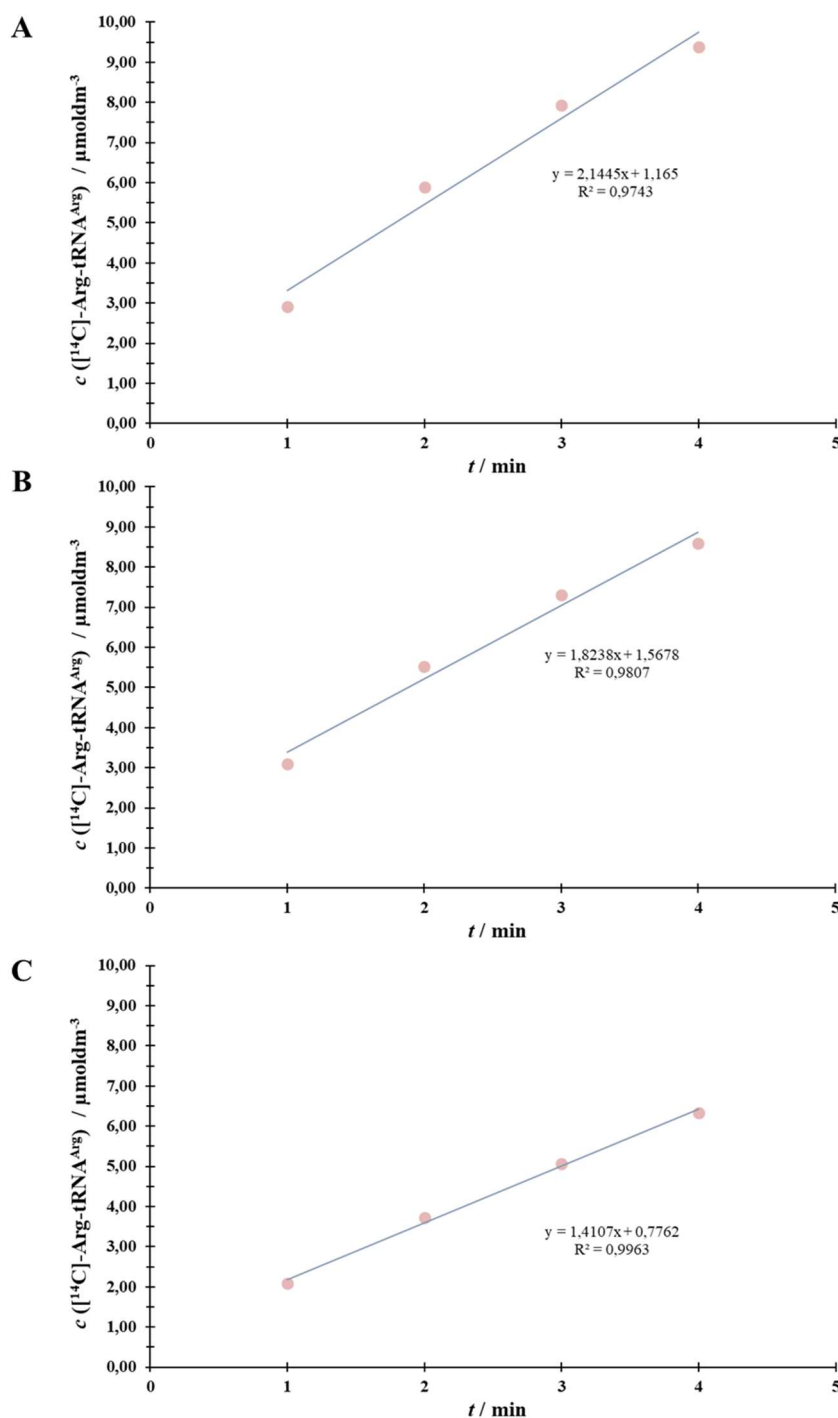 A
10,00
9,00
8,00
7,00
6,00
5,00
4,00
3,00
2,00
1,00
0,00
c ([¹⁴C]-Arg-tRNAᴬʳᵍ) / μmoldm⁻³
y = 2,1445x + 1,165
R² = 0,9743
0 1 2 3 4 5
t / min
B
10,00
9,00
8,00
7,00
6,00
5,00
4,00
3,00
2,00
1,00
0,00
c ([¹⁴C]-Arg-tRNAᴬʳᵍ) / μmoldm⁻³
y = 1,8238x + 1,5678
R² = 0,9807
0 1 2 3 4 5
t / min
C
10,00
9,00
8,00
7,00
6,00
5,00
4,00
3,00
2,00
1,00
0,00
c ([¹⁴C]-Arg-tRNAᴬʳᵍ) / μmoldm⁻³
y = 1,4107x + 0,7762
R² = 0,9963
0 1 2 3 4 5
t / min